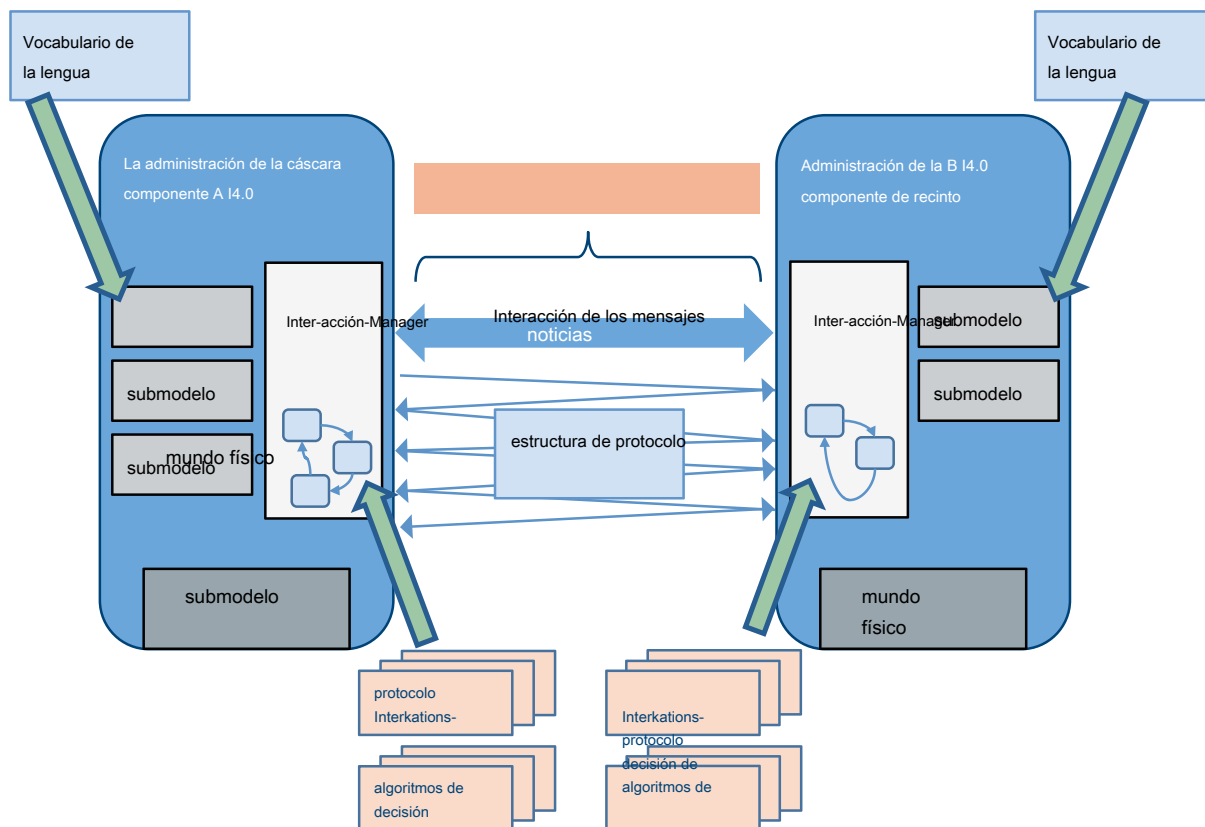 Vocabulario de
la lengua
Vocabulario de
la lengua
La administración de la cáscara
componente A I4.0
Administración de la B I4.0
componente de recinto
Inter-acción-Manager
Interacción de los mensajes
noticias
Inter-acción-Manager
submodelo
submodelo
submodelo
submodelo
mundo físico
estructura de protocolo
submodelo
mundo
físico
protocolo
Interkations-
algoritmos de
decisión
Interkations-
protocolo
decisión de
algoritmos de